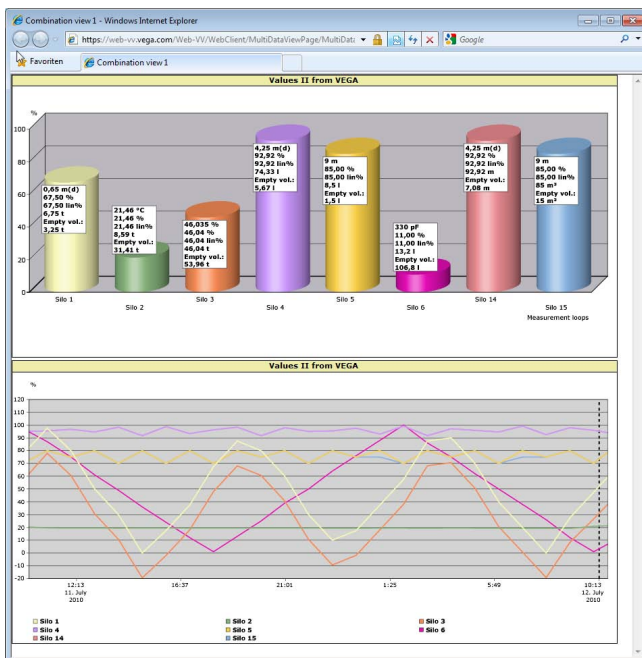 Combination view 1 - Windows Internet Explorer
https://web-vv.vega.com/Web-VV/WebClient/MultiDataViewPage/MultiData
Google
Favoriten
Combination view 1
Values II from VEGA
%
100
80
60
40
20
0
0,65 m(d)
67,50 %
67,50 lin%
6,75 t
Empty vol.:
3,25 t
21,46 °C
21,46 %
21,46 lin%
8,59 t
Empty vol.:
31,41 t
46,035 %
46,04 %
46,04 lin%
46,04 t
Empty vol.:
53,96 t
4,25 m(d)
92,92 %
92,92 lin%
74,33 l
Empty vol.:
5,67 l
9 m
85,00 %
85,00 lin%
8,5 l
Empty vol.:
1,5 l
330 pF
11,00 %
11,00 lin%
13,2 l
Empty vol.:
106,8 l
4,25 m(d)
92,92 %
92,92 lin%
92,92 m
Empty vol.:
7,08 m
9 m
85,00 %
85,00 lin%
85 m³
Empty vol.:
15 m³
Silo 1
Silo 2
Silo 3
Silo 4
Silo 5
Silo 6
Silo 14
Silo 15
Measurement loops
Values II from VEGA
%
120
110
100
90
80
70
60
50
40
30
20
10
0
-10
-20
12:13
11. July
2010
16:37
21:01
1:25
5:49
10:13
12. July
2010
Silo 1
Silo 2
Silo 3
Silo 4
Silo 5
Silo 6
Silo 14
Silo 15